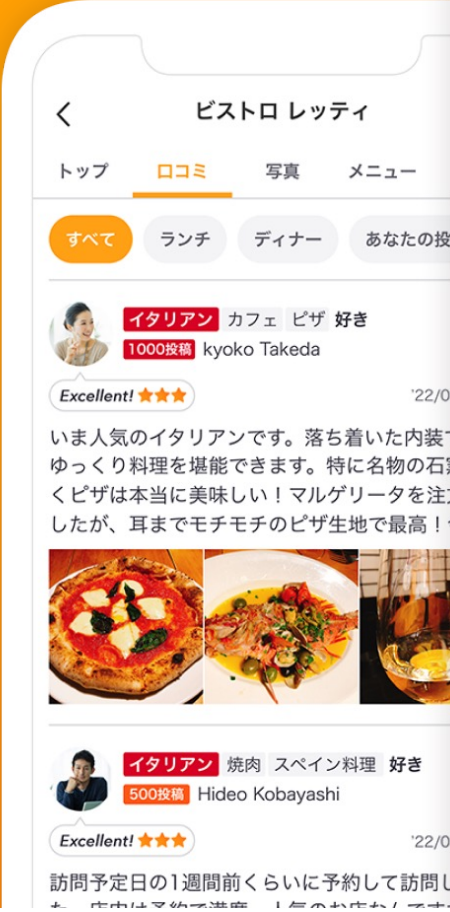 ビストロ レッティ
トップ 口コミ 写真 メニュー
すべて ランチ ディナー あなたの投
イタリアン カフェ ピザ 好き
1000投稿 kyoko Takeda
Excellent!
'22/0
いま人気のイタリアンです。落ち着いた内装
ゆっくり料理を堪能できます。特に名物の石
くピザは本当に美味しい！マルゲリータを注
したが、耳までモチモチのピザ生地で最高！
イタリアン 焼肉 スペイン料理 好き
500投稿 Hideo Kobayashi
Excellent!
'22/0
訪問予定日の1週間前くらいに予約して訪問し